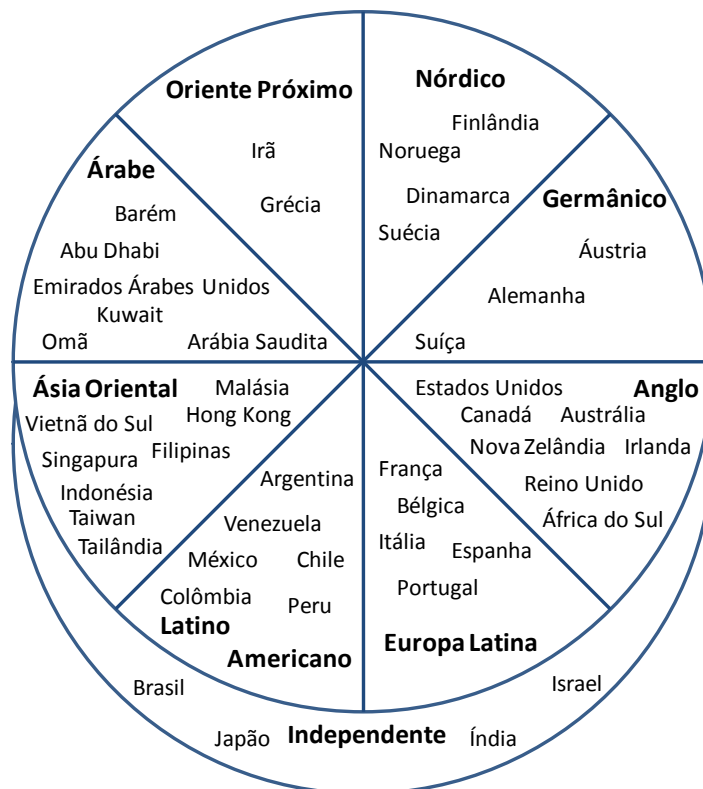 Oriente Próximo
Irã
Grécia
Nórdico
Finlândia
Noruega
Dinamarca
Suécia
Árabe
Barém
Abu Dhabi
Emirados Árabes Unidos
Kuwait
Omã
Arábia Saudita
Germânico
Áustria
Alemanha
Suíça
Ásia Oriental
Malásia
Hong Kong
Vietnã do Sul
Filipinas
Singapura
Indonésia
Taiwan
Tailândia
Anglo
Estados Unidos
Canadá
Austrália
Nova Zelândia
Irlanda
Reino Unido
África do Sul
Argentina
Venezuela
México
Chile
Colômbia
Peru
Latino
Americano
França
Bélgica
Itália
Espanha
Portugal
Europa Latina
Brasil
Japão
Independente
Índia
Israel